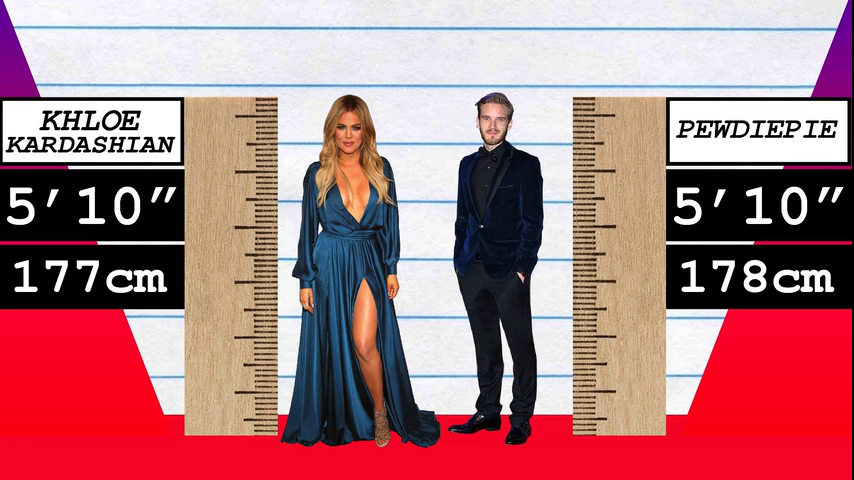 KHLOE
KARDASHIAN
5'10”
177cm
PEWDIEPIE
5'10”
178cm